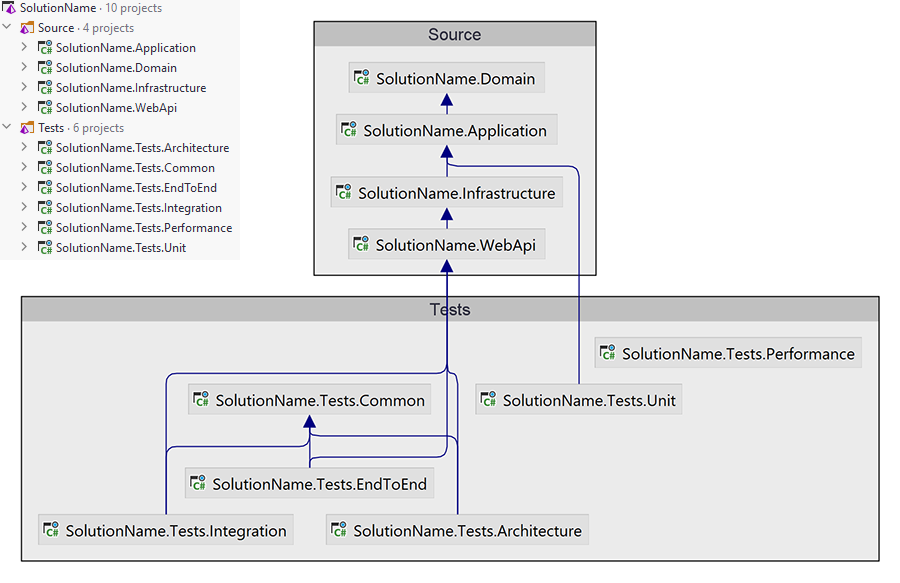 SolutionName · 10 projects
Source · 4 projects
C# SolutionName.Application
C# SolutionName.Domain
C# SolutionName.Infrastructure
C# SolutionName.WebApi
Tests · 6 projects
C# SolutionName.Tests.Architecture
C# SolutionName.Tests.Common
C# SolutionName.Tests.EndToEnd
C# SolutionName.Tests.Integration
C# SolutionName.Tests.Performance
C# SolutionName.Tests.Unit
Source
C# SolutionName.Domain
C# SolutionName.Application
C# SolutionName.Infrastructure
C# SolutionName.WebApi
Tests
C# SolutionName.Tests.Performance
C# SolutionName.Tests.Common
C# SolutionName.Tests.Unit
C# SolutionName.Tests.EndToEnd
C# SolutionName.Tests.Integration
C# SolutionName.Tests.Architecture